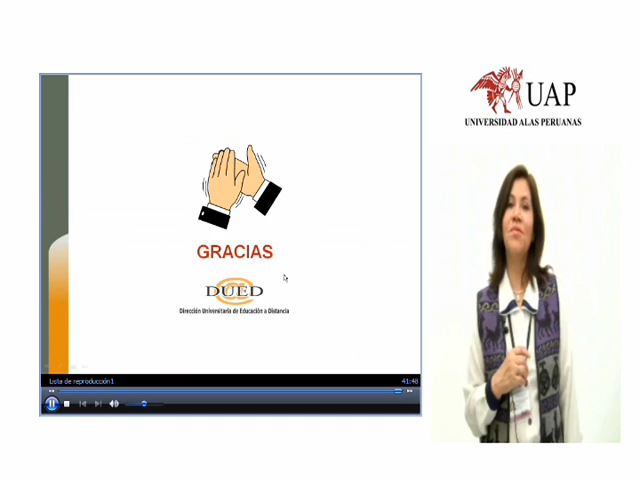 UAP
UNIVERSIDAD ALAS PERUANAS
GRACIAS
DUED
Dirección Universitaria de Educación a Distancia
Lista de reproducción1
41:48